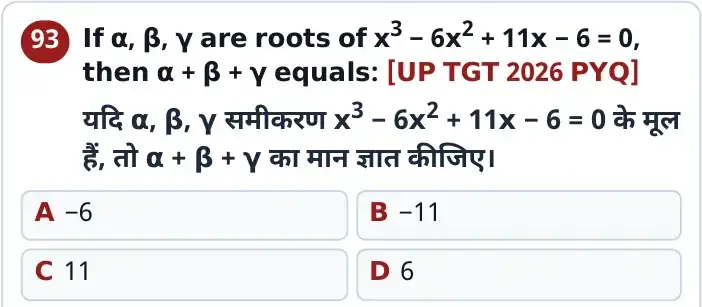 93 If α, β, γ are roots of x³ − 6x² + 11x − 6 = 0,
then α + β + γ equals: [UP TGT 2026 PYQ]
यदि α, β, γ समीकरण x³ − 6x² + 11x − 6 = 0 के मूल
हैं, तो α + β + γ का मान ज्ञात कीजिए।
A −6
B −11
C 11
D 6